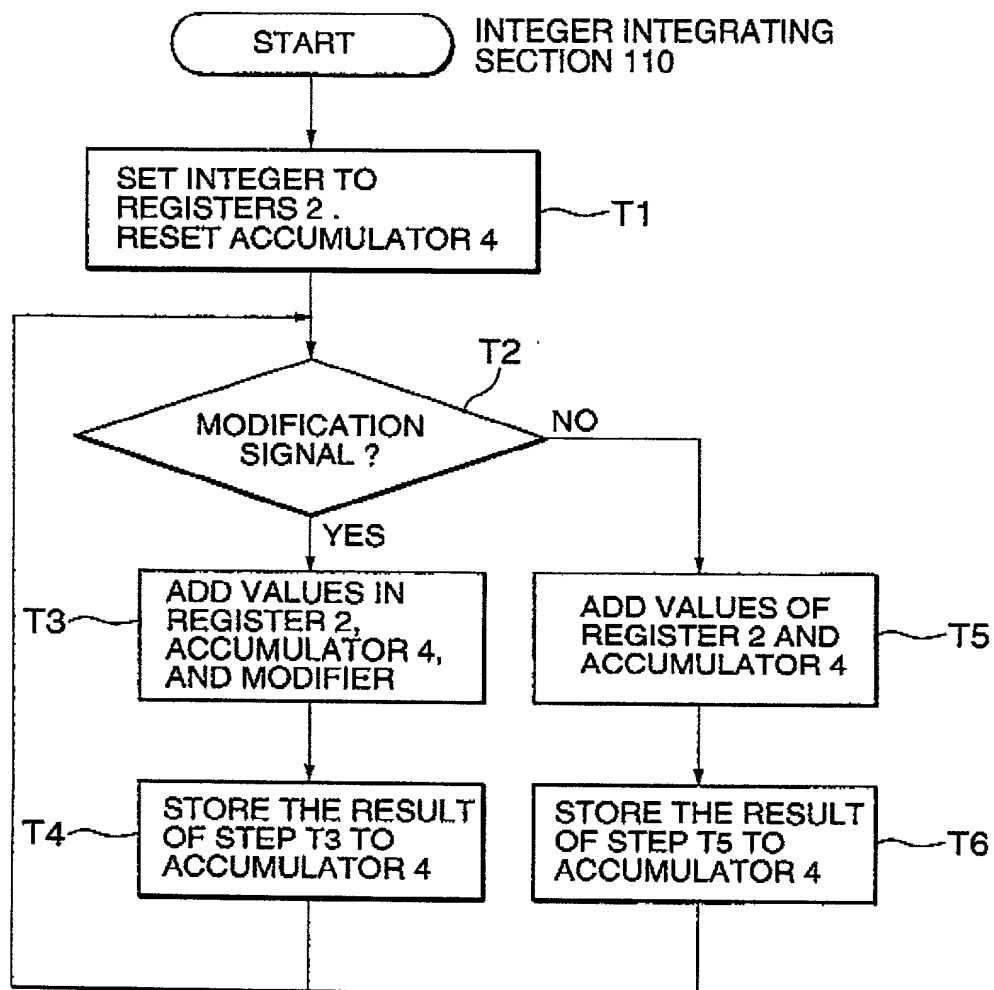 START
INTEGER INTEGRATING
SECTION 110
SET INTEGER TO
REGISTERS 2 .
RESET ACCUMULATOR 4
T1
T2
MODIFICATION
SIGNAL ?
NO
YES
T3
ADD VALUES IN
REGISTER 2,
ACCUMULATOR 4,
AND MODIFIER
ADD VALUES OF
REGISTER 2 AND
ACCUMULATOR 4
T5
T4
STORE THE RESULT
OF STEP T3 TO
ACCUMULATOR 4
STORE THE RESULT
OF STEP T5 TO
ACCUMULATOR 4
T6